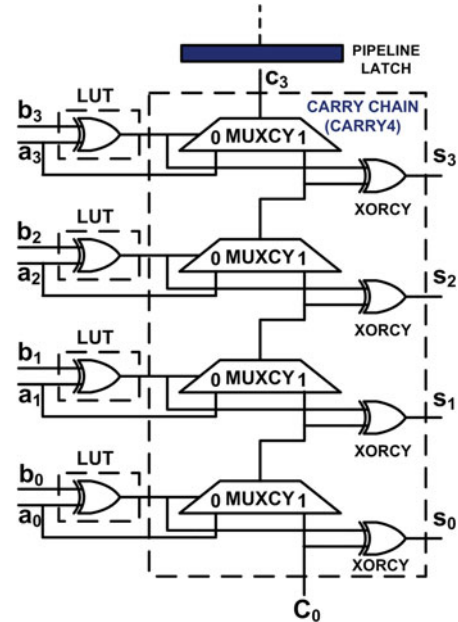 PIPELINE
LATCH
c3
CARRY CHAIN
(CARRY4)
b3
LUT
a3
0 MUXCY 1
s3
XORCY
b2
LUT
a2
0 MUXCY 1
s2
XORCY
b1
LUT
a1
0 MUXCY 1
s1
XORCY
b0
LUT
a0
0 MUXCY 1
s0
XORCY
C0